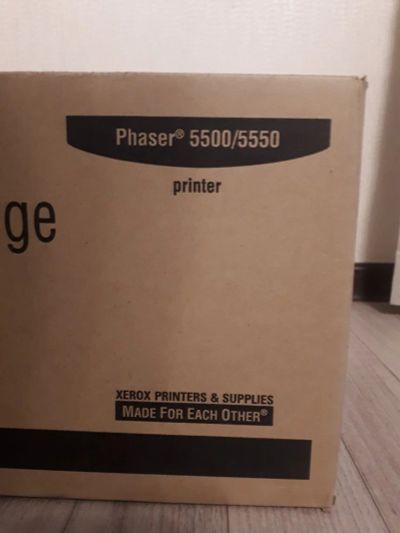 Phaser® 5500/5550
printer
ge
XEROX PRINTERS & SUPPLIES
MADE FOR EACH OTHER®